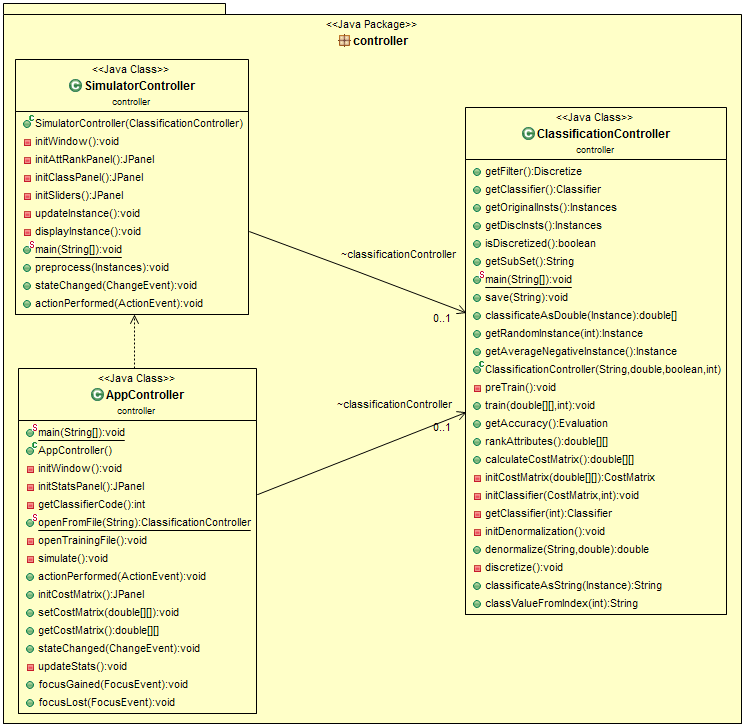 <<Java Package>>
controller
<<Java Class>>
SimulatorController
controller
SimulatorController(ClassificationController)
initWindow():void
initAttRankPanel():JPanel
initClassPanel():JPanel
initSliders():JPanel
updateInstance():void
displayInstance():void
main(String[]):void
preprocess(Instances):void
stateChanged(ChangeEvent):void
actionPerformed(ActionEvent):void
~classificationController
0..1
<<Java Class>>
AppController
controller
main(String[]):void
AppController()
initWindow():void
initStatsPanel():JPanel
getClassifierCode():int
openFromFile(String):ClassificationController
openTrainingFile():void
simulate():void
actionPerformed(ActionEvent):void
initCostMatrix():JPanel
setCostMatrix(double[][]):void
getCostMatrix():double[][]
stateChanged(ChangeEvent):void
updateStats():void
focusGained(FocusEvent):void
focusLost(FocusEvent):void
~classificationController
0..1
<<Java Class>>
ClassificationController
controller
getFilter():Discretize
getClassifier():Classifier
getOriginalInsts():Instances
getDiscInsts():Instances
isDiscretized():boolean
getSubSet():String
main(String[]):void
save(String):void
classificateAsDouble(Instance):double[]
getRandomInstance(int):Instance
getAverageNegativeInstance():Instance
ClassificationController(String,double,boolean,int)
preTrain():void
train(double[][],int):void
getAccuracy():Evaluation
rankAttributes():double[][]
calculateCostMatrix():double[][]
initCostMatrix(double[][]):CostMatrix
initClassifier(CostMatrix,int):void
getClassifier(int):Classifier
initDenormalization():void
denormalize(String,double):double
discretize():void
classificateAsString(Instance):String
classValueFromIndex(int):String